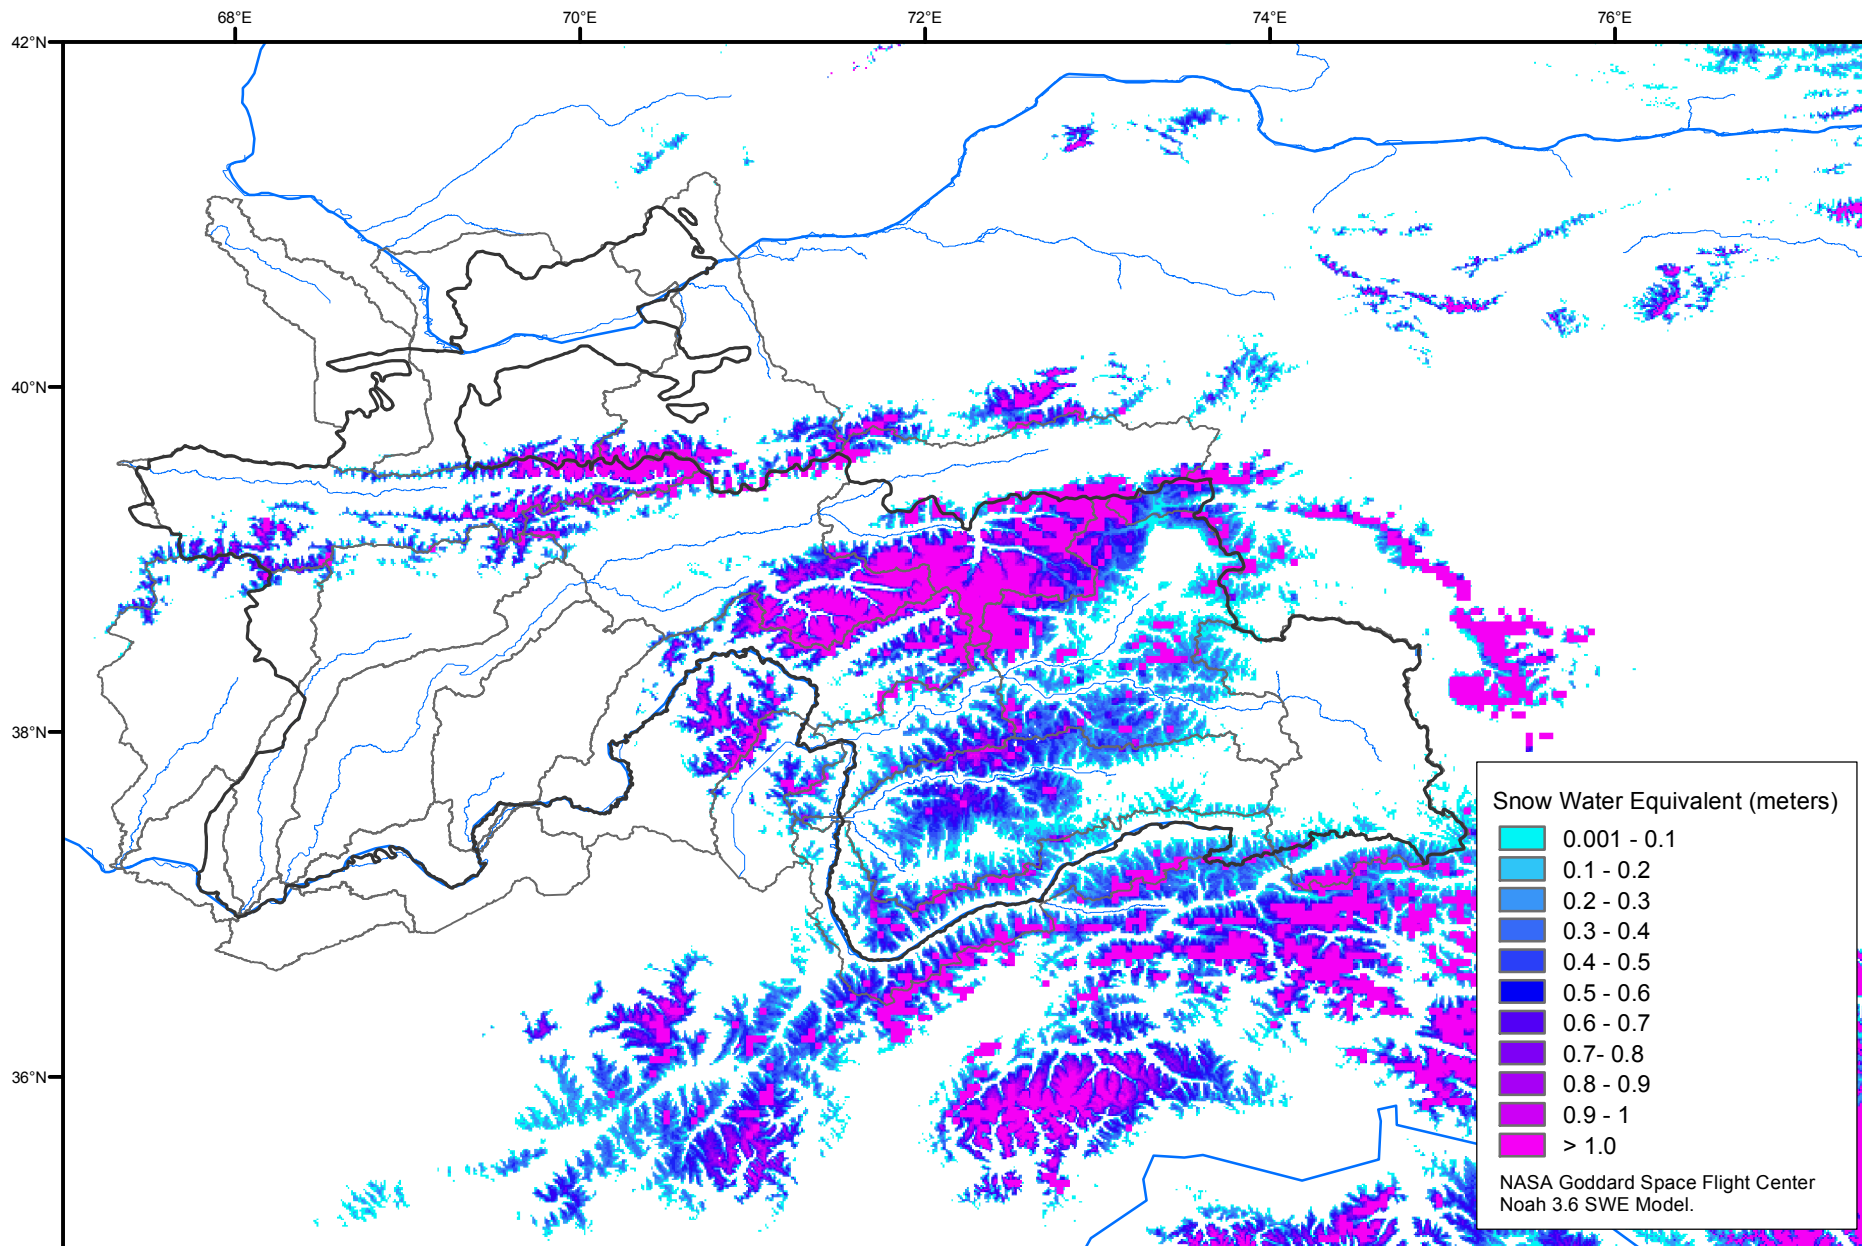 68°E
70°E
72°E
74°E
76°E
42°N
40°N
38°N
36°N
Snow Water Equivalent (meters)
0.001 - 0.1
0.1 - 0.2
0.2 - 0.3
0.3 - 0.4
0.4 - 0.5
0.5 - 0.6
0.6 - 0.7
0.7- 0.8
0.8 - 0.9
0.9 - 1
> 1.0
NASA Goddard Space Flight Center
Noah 3.6 SWE Model.